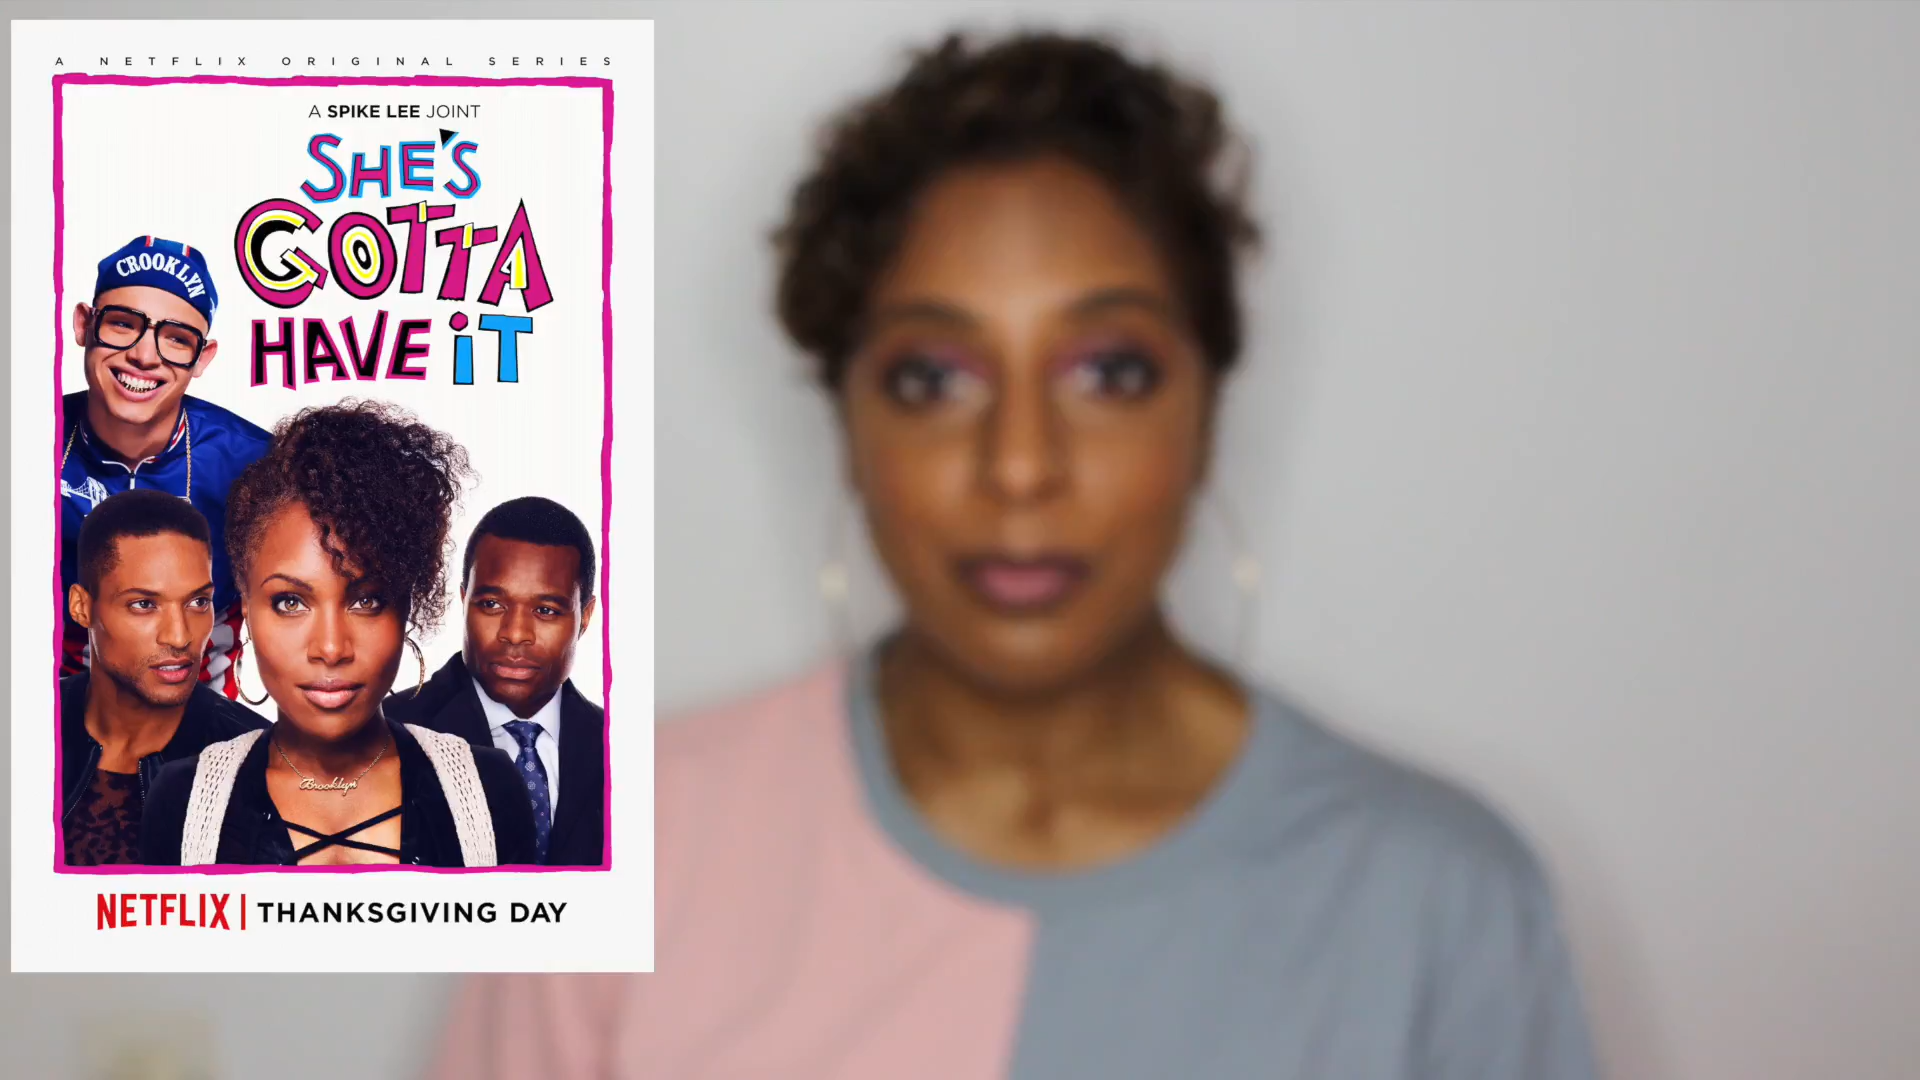 A NETFLIX ORIGINAL SERIES
A SPIKE LEE JOINT
SHE'S
GOTTA
HAVE iT
CROOKLYN
Brooklyn
NETFLIX | THANKSGIVING DAY